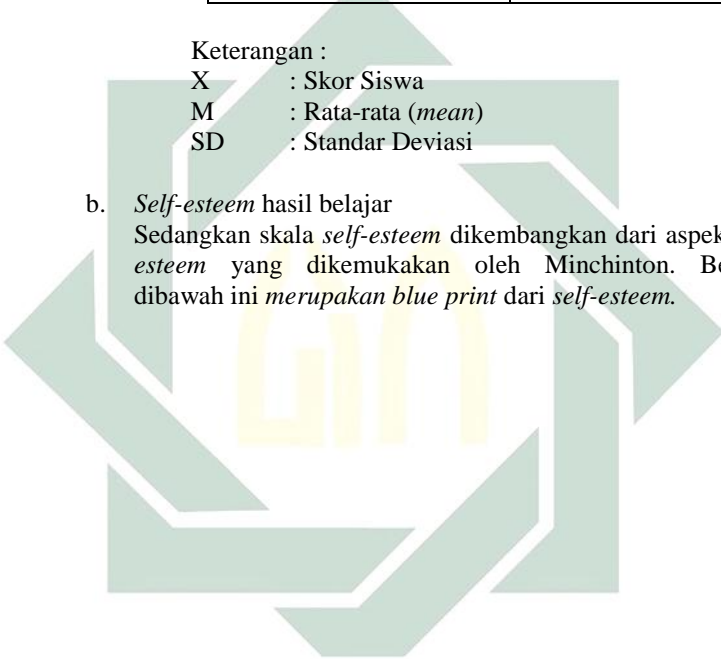 Keterangan :
X : Skor Siswa
M : Rata-rata (mean)
SD : Standar Deviasi
b. Self-esteem hasil belajar
Sedangkan skala self-esteem dikembangkan dari aspek
esteem yang dikemukakan oleh Minchinton.
dibawah ini merupakan blue print dari self-esteem.